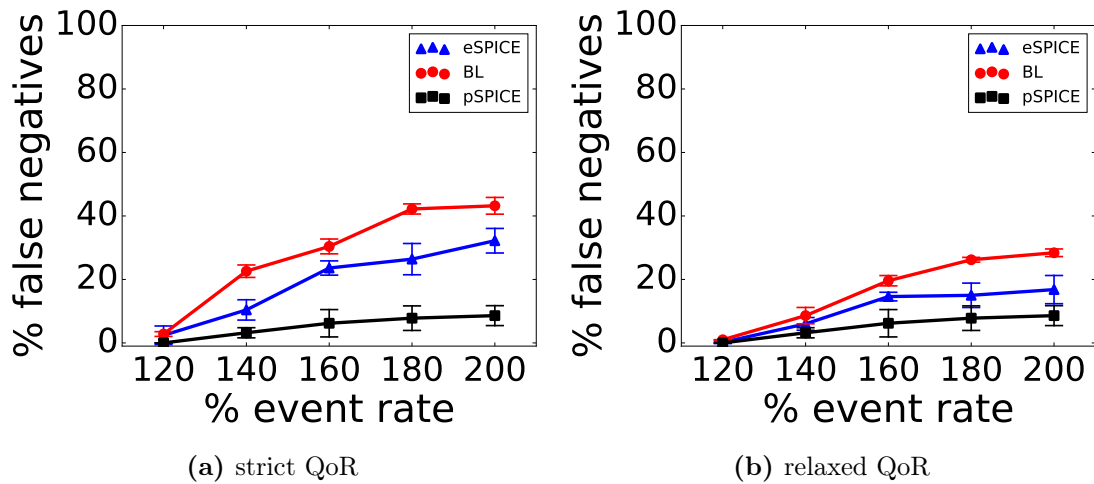 % false negatives
100
80
60
40
20
0
eSPICE
BL
pSPICE
120 140 160 180 200
% event rate
(a) strict QoR
% false negatives
100
80
60
40
20
0
eSPICE
BL
pSPICE
120 140 160 180 200
% event rate
(b) relaxed QoR